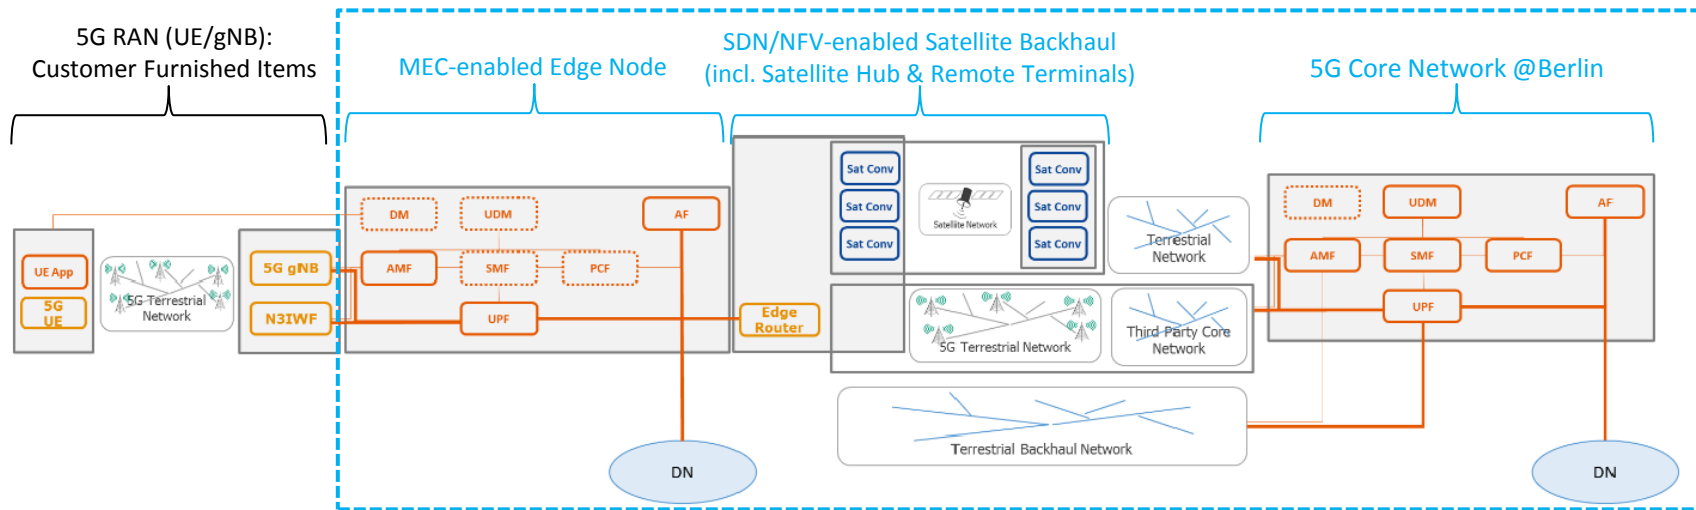 5G RAN (UE/gNB):
Customer Furnished Items
MEC-enabled Edge Node
SDN/NFV-enabled Satellite Backhaul
(incl. Satellite Hub & Remote Terminals)
5G Core Network @Berlin
UE App
5G
UE
5G Terrestrial
Network
5G gNB
N3IWF
DM
UDM
AF
AMF
SMF
PCF
UPF
DN
Edge
Router
Sat Conv
Sat Conv
Sat Conv
Satellite Network
Sat Conv
Sat Conv
Sat Conv
Terrestrial
Network
5G Terrestrial Network
Third Party Core
Network
Terrestrial Backhaul Network
DM
UDM
AF
AMF
SMF
PCF
UPF
DN